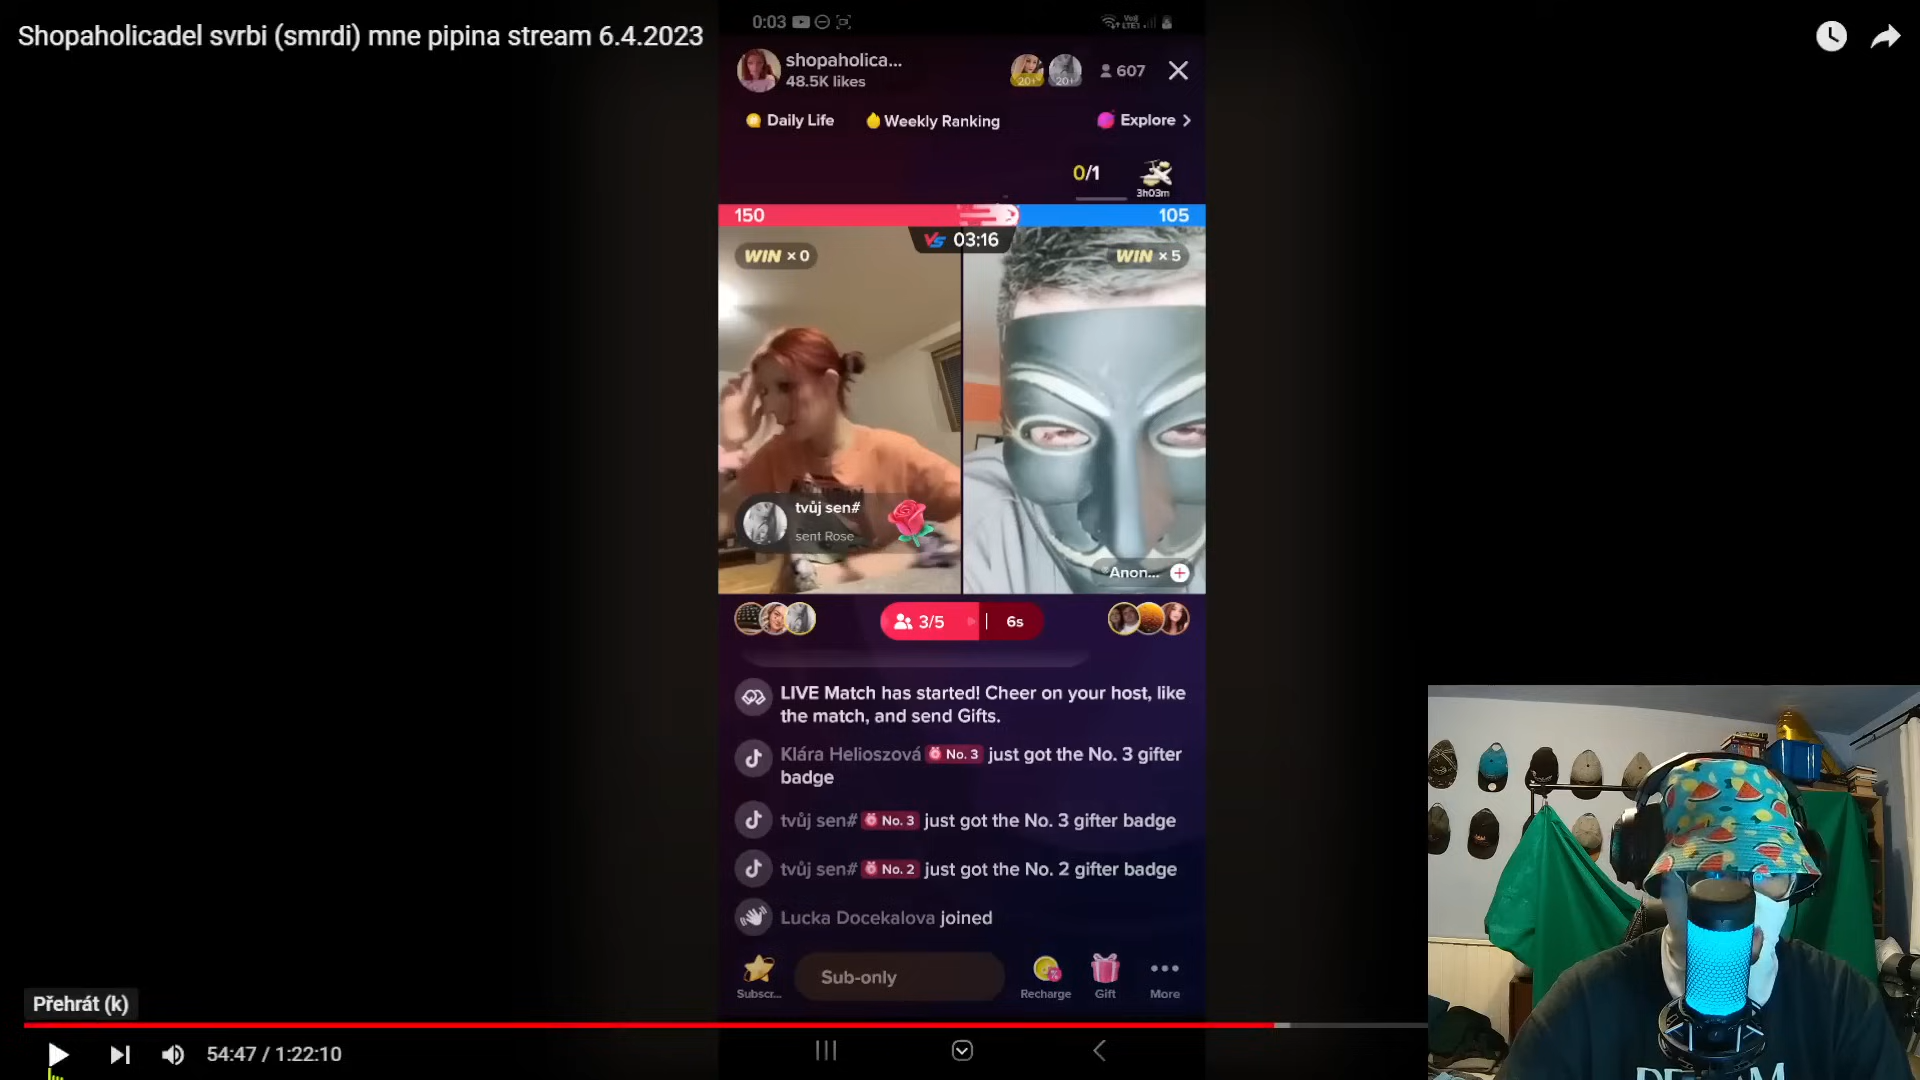 Shopaholicadel svrbi (smrdi) mne pipina stream 6.4.2023
0:03
Vo) LTE1
shopaholica...
48.5K likes
20+
20+
607
Daily Life
Weekly Ranking
Explore
0/1
3h03m
150
105
VS 03:16
WIN × 0
WIN × 5
tvůj sen#
sent Rose
Anon...
3/5
6s
LIVE Match has started! Cheer on your host, like
the match, and send Gifts.
Klára Helioszová No. 3 just got the No. 3 gifter
badge
tvůj sen# No. 3 just got the No. 3 gifter badge
tvůj sen# No. 2 just got the No. 2 gifter badge
Lucka Docekalova joined
Subscr...
Sub-only
Recharge
Gift
More
Přehrát (k)
54:47 / 1:22:10